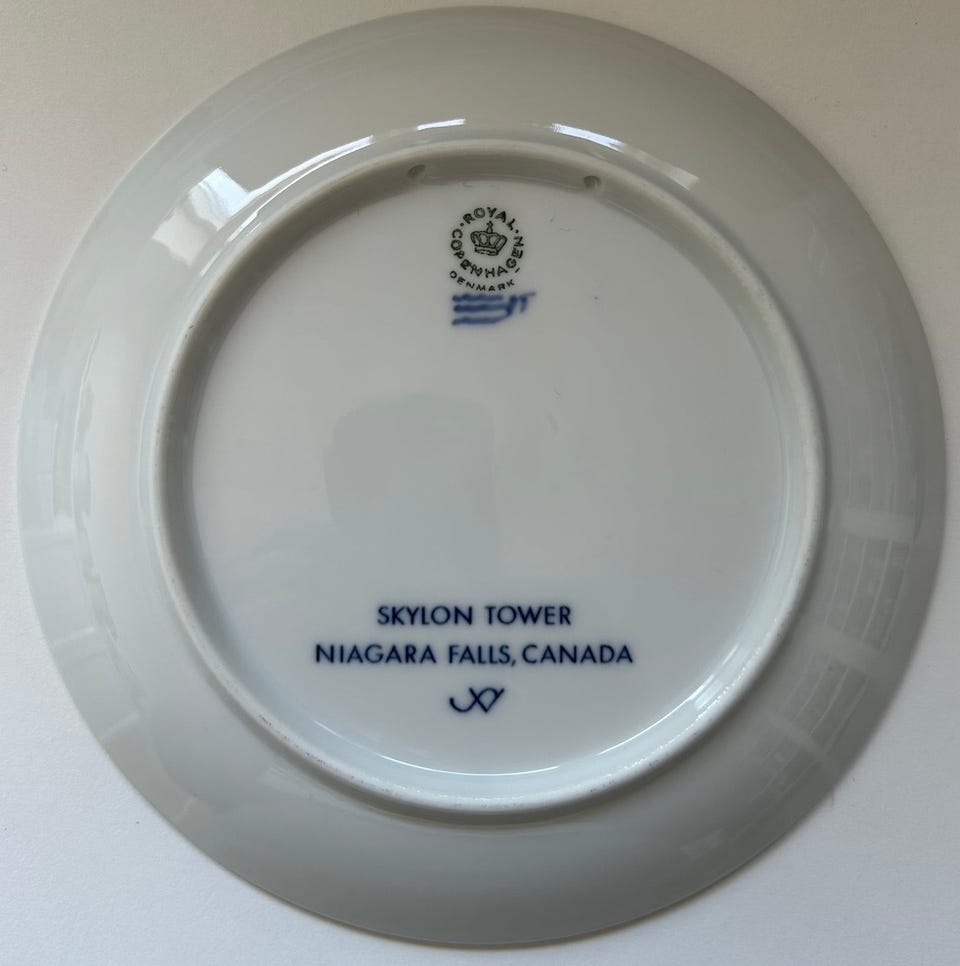 ROYAL
COPENHAGEN
DENMARK
SKYLON TOWER
NIAGARA FALLS, CANADA